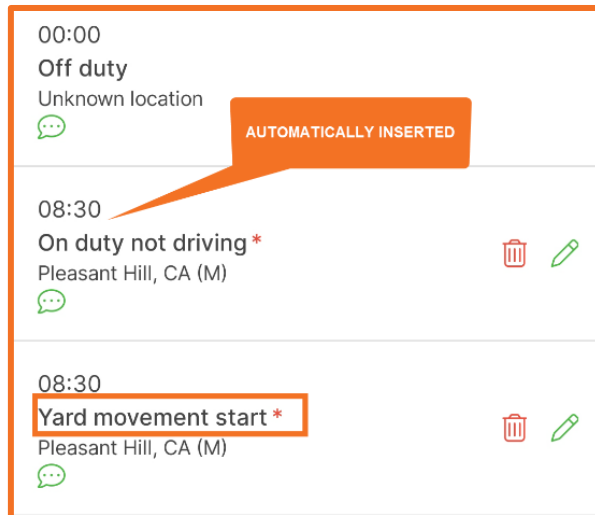 00:00
Off duty
Unknown location
AUTOMATICALLY INSERTED
08:30
On duty not driving *
Pleasant Hill, CA (M)
08:30
Yard movement start *
Pleasant Hill, CA (M)